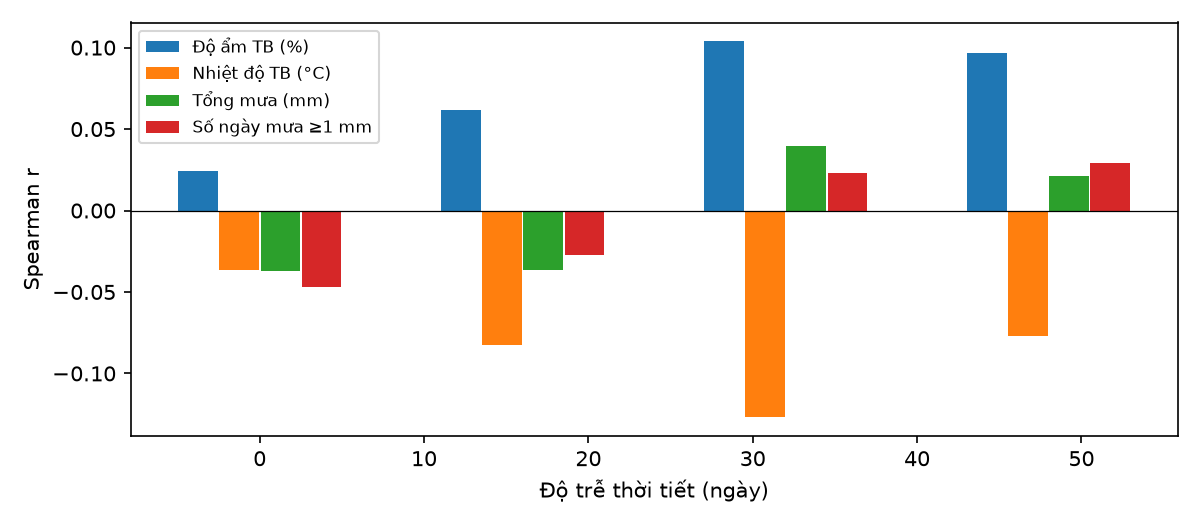 Độ ẩm TB (%)
Nhiệt độ TB (°C)
Tổng mưa (mm)
Số ngày mưa ≥1 mm
0.10
0.05
0.00
−0.05
−0.10
Spearman r
0 10 20 30 40 50
Độ trễ thời tiết (ngày)